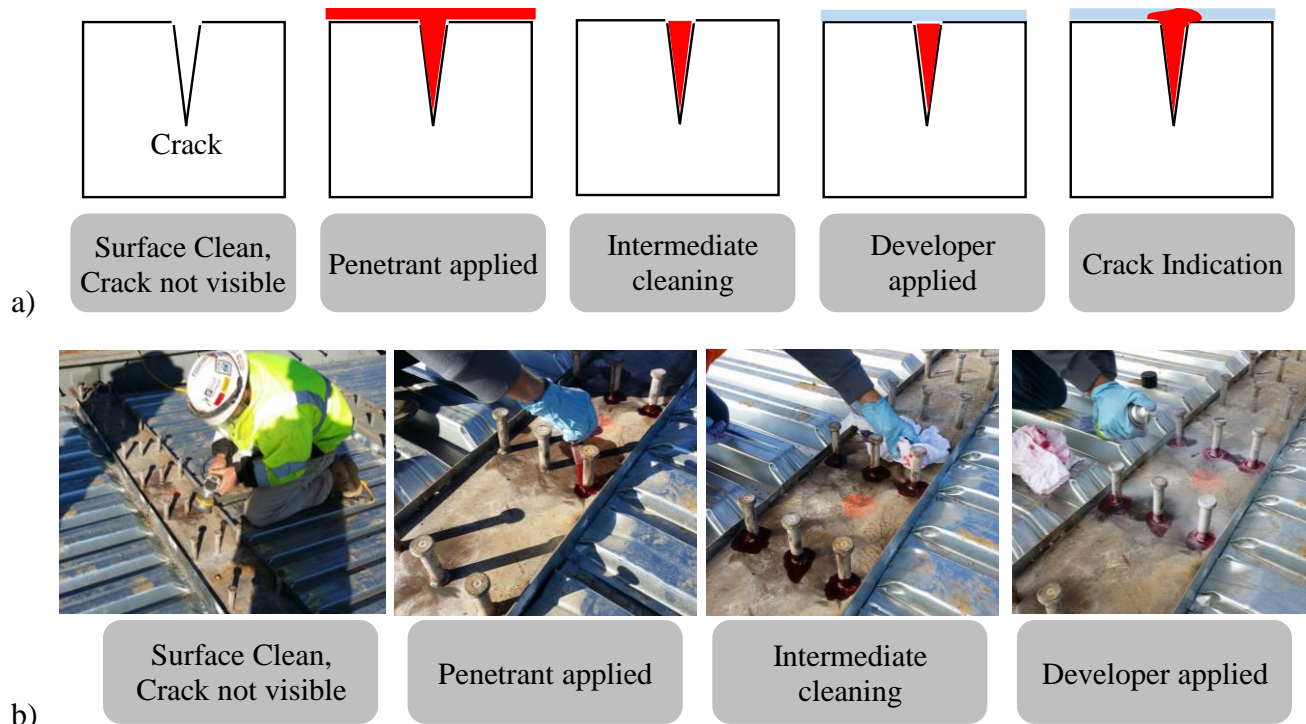 Crack
Surface Clean,
Crack not visible
Penetrant applied
Intermediate
cleaning
Developer
applied
Crack Indication
a)
Surface Clean,
Crack not visible
Penetrant applied
Intermediate
cleaning
Developer applied
b)